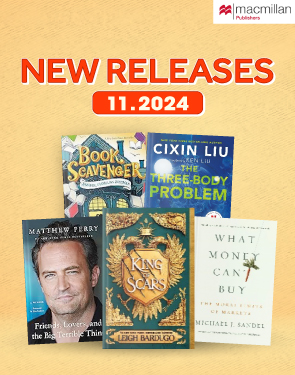 macmillan
Publishers
NEW RELEASES
11.2024
BOOK
SCAVENGER
CIXIN LIU
KEN LIU
THE
THREE-BODY
PROBLEM
MATTHEW PERRY
Friends, Lovers, and
the Big Terrible Thing
KING
OF
SCARS
LEIGH BARDUGO
WHAT
MONEY
CAN'T
BUY
THE MORAL LIMITS OF
MARKETS
MICHAEL J. SANDEL